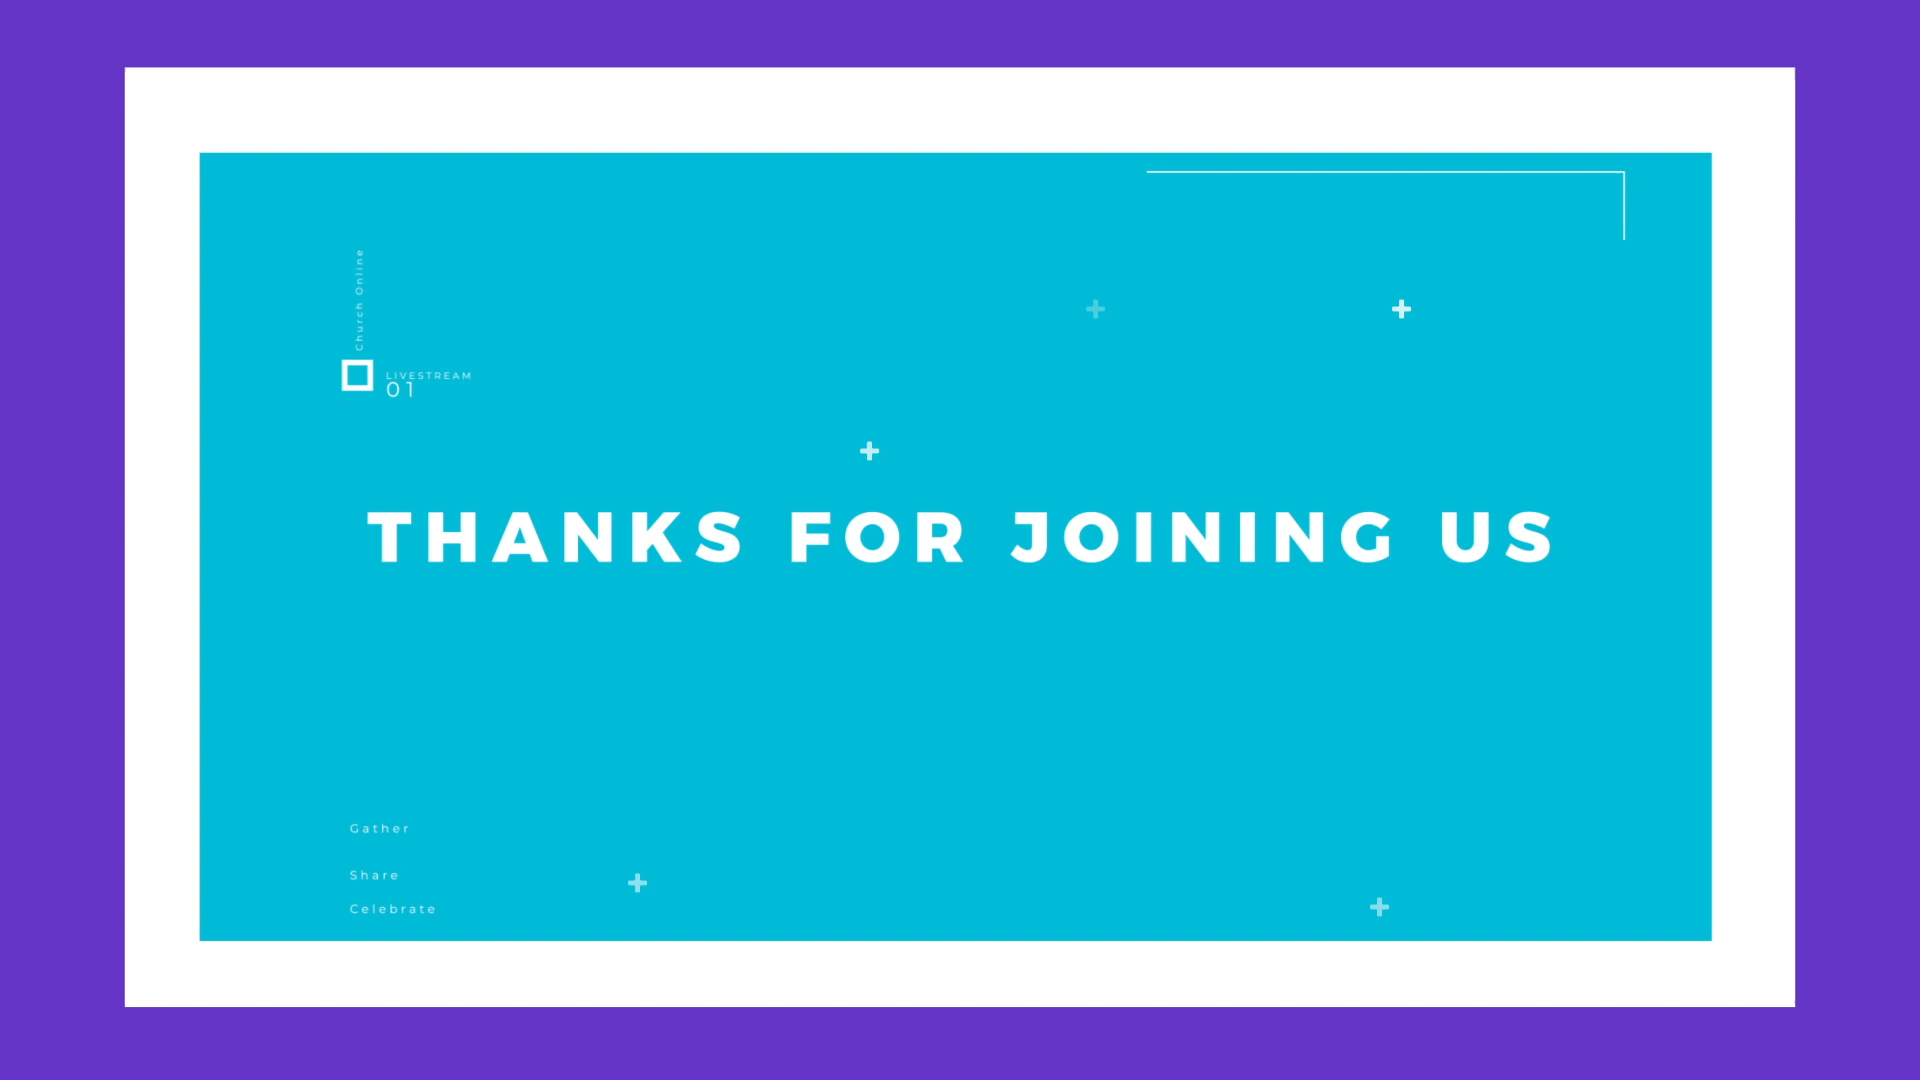 Church Online
LIVESTREAM
01
THANKS FOR JOINING US
Gather
Share
Celebrate